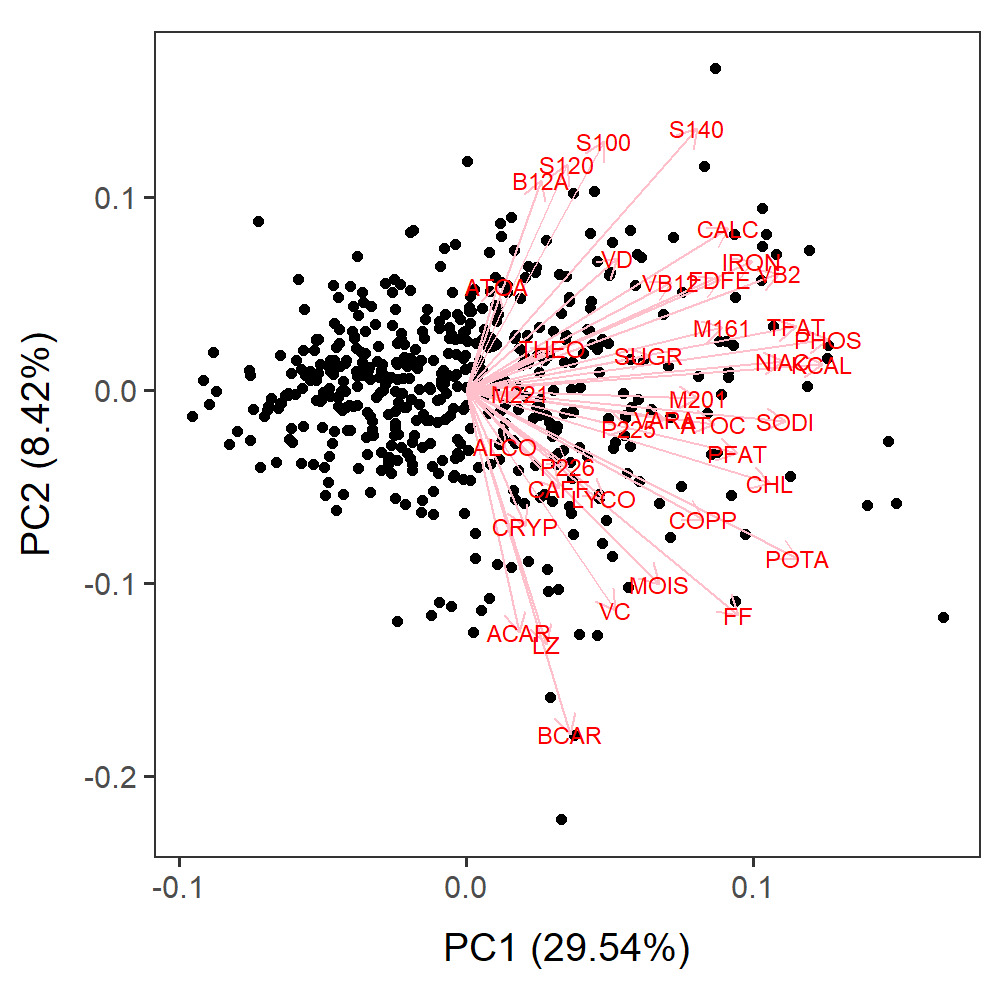 S140
S100
S120
B12A
0.1
CALC
VD
IRON
VB2
VB12
FDFE
ATOA
M161
TFAT
PHOS
THEO
SUGR
NIAC
KCAL
0.0
M221
M201
VARA
SODI
P225
ATOC
ALCO
PFAT
P226
CHL
CAFF
LYCO
COPP
CRYP
POTA
-0.1
MOIS
VC
FF
ACAR
LZ
BCAR
-0.2
PC2 (8.42%)
-0.1
0.0
0.1
PC1 (29.54%)